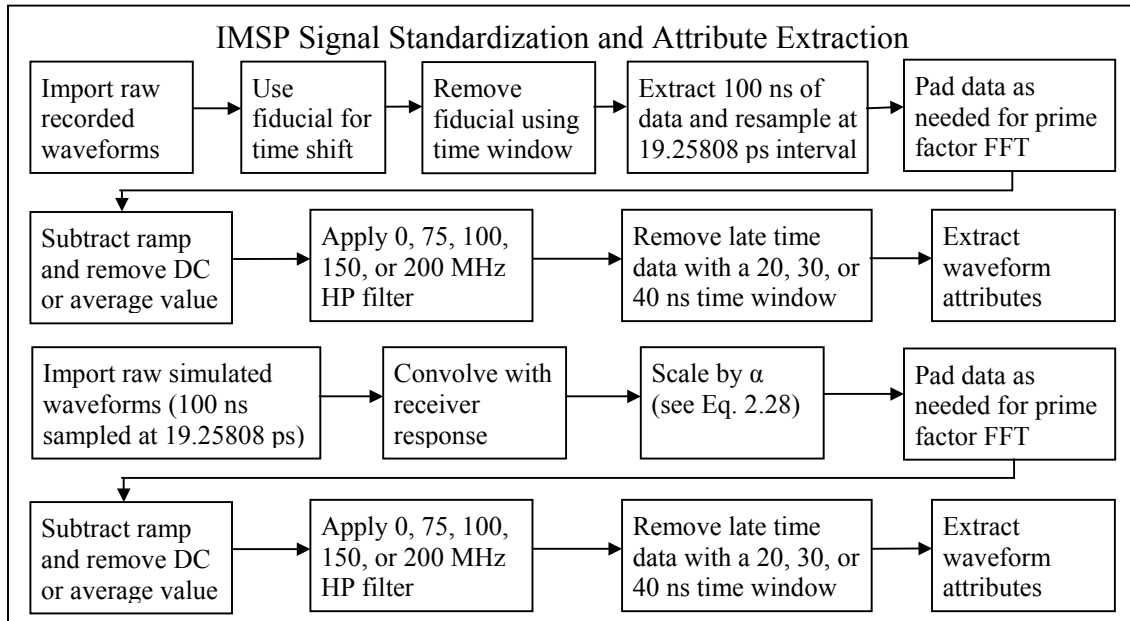 IMSP Signal Standardization and Attribute Extraction
Import raw
recorded
waveforms
Use
fiducial for
time shift
Remove
fiducial using
time window
Extract 100 ns of
data and resample at
19.25808 ps interval
Pad data as
needed for prime
factor FFT
Subtract ramp
and remove DC
or average value
Apply 0, 75, 100,
150, or 200 MHz
HP filter
Remove late time
data with a 20, 30, or
40 ns time window
Extract
waveform
attributes
Import raw simulated
waveforms (100 ns
sampled at 19.25808 ps)
Convolve with
receiver
response
Scale by α
(see Eq. 2.28)
Pad data as
needed for prime
factor FFT
Subtract ramp
and remove DC
or average value
Apply 0, 75, 100,
150, or 200 MHz
HP filter
Remove late time
data with a 20, 30, or
40 ns time window
Extract
waveform
attributes